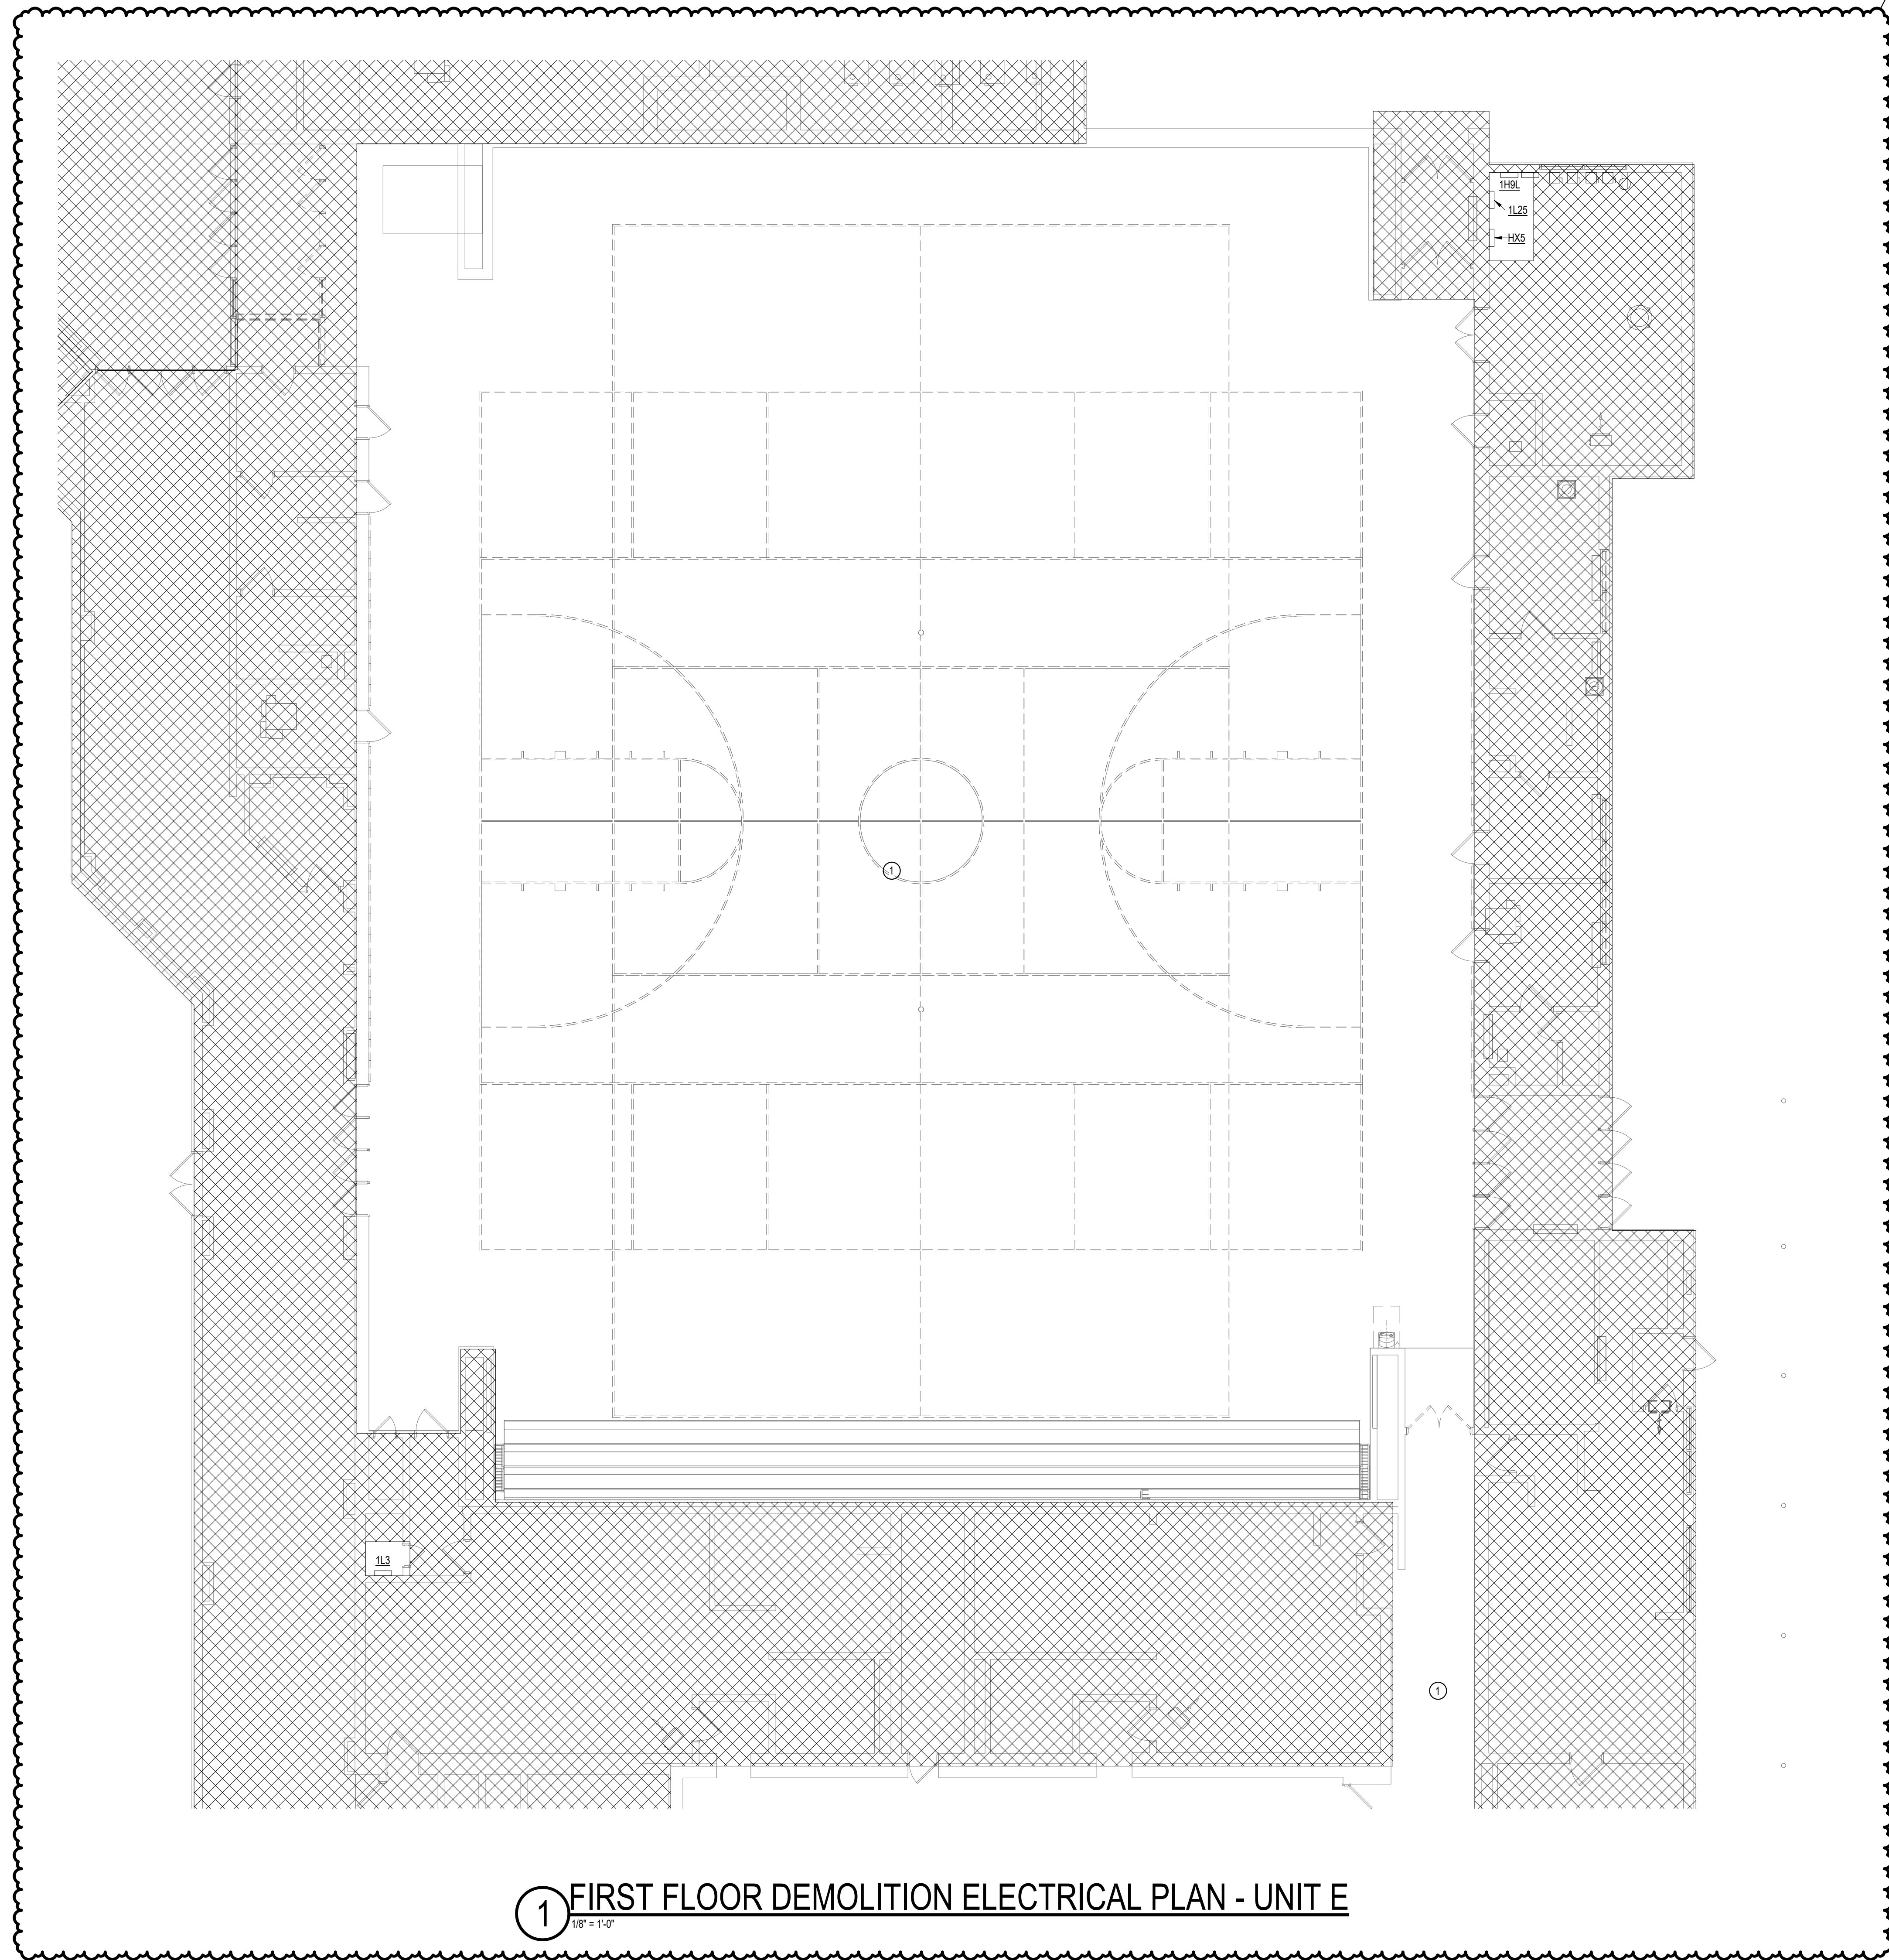 1H9L
1L25
HX5
1
1L3
1
1
FIRST FLOOR DEMOLITION ELECTRICAL PLAN - UNIT E
1/8" = 1'-0"